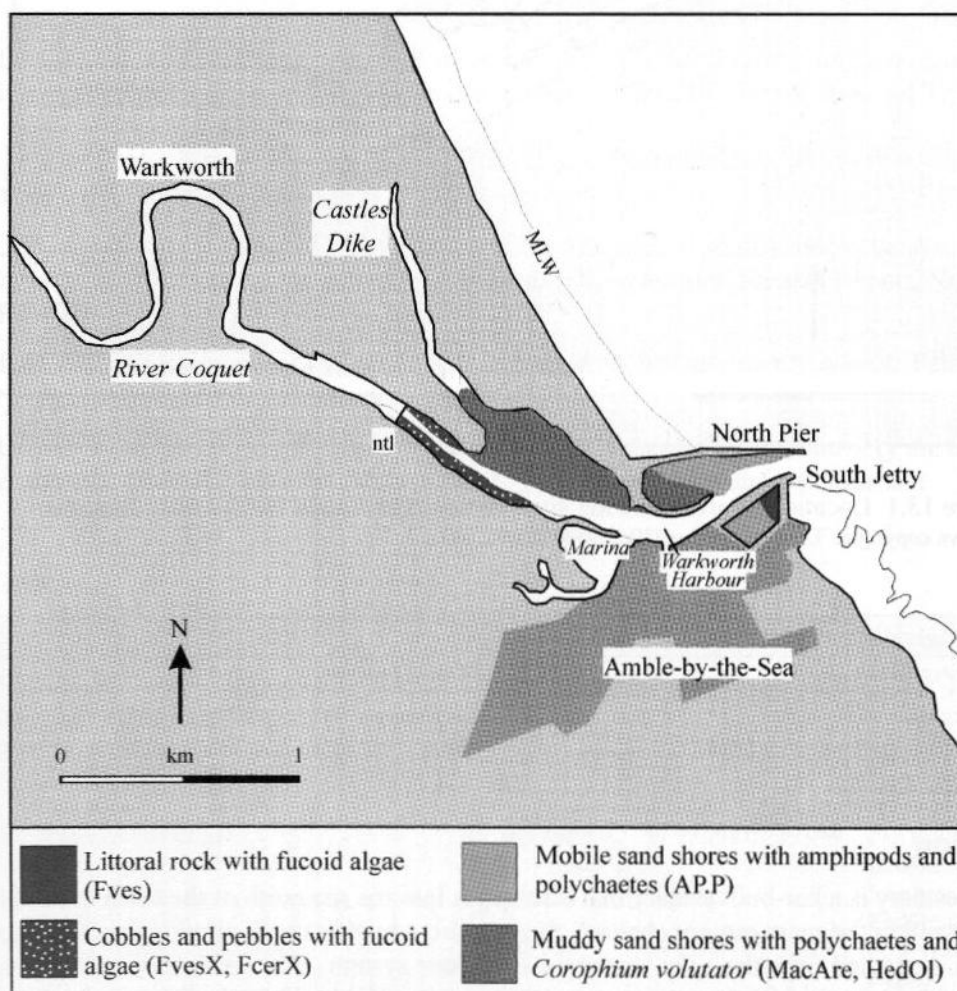 Warkworth
Castles
Dike
MLW
River Coquet
ntl
North Pier
South Jetty
Marina
Warkworth
Harbour
N
Amble-by-the-Sea
0 km 1
Littoral rock with fucoid algae
(Fves)
Cobbles and pebbles with fucoid
algae (FvesX, FcerX)
Mobile sand shores with amphipods and
polychaetes (AP.P)
Muddy sand shores with polychaetes and
Corophium volutator (MacAre, HedOl)